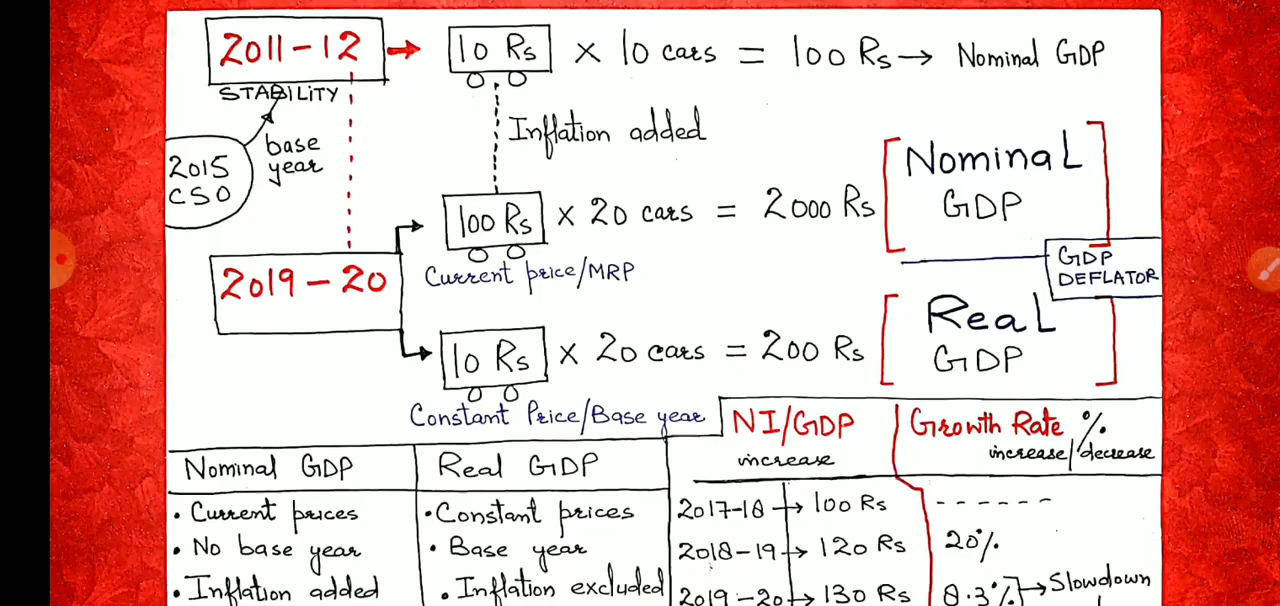 2011-12 → 10 Rs × 10 cars = 100 Rs → Nominal GDP
STABILITY
base
year
2015
CSO
Inflation added
100 Rs × 20 cars = 2000 Rs
Nominal
GDP
Current price/MRP
2019-20
GDP
DEFLATOR
10 Rs × 20 cars = 200 Rs
Real
GDP
Constant Price/Base year
Nominal GDP
• Current prices
• No base year
• Inflation added
Real GDP
• Constant prices
• Base year
• Inflation excluded
NI/GDP
increase
2017-18 → 100 Rs
2018-19 → 120 Rs
2019-20 → 130 Rs
Growth Rate %
increase/decrease
------
20%
8.3% → Slowdown